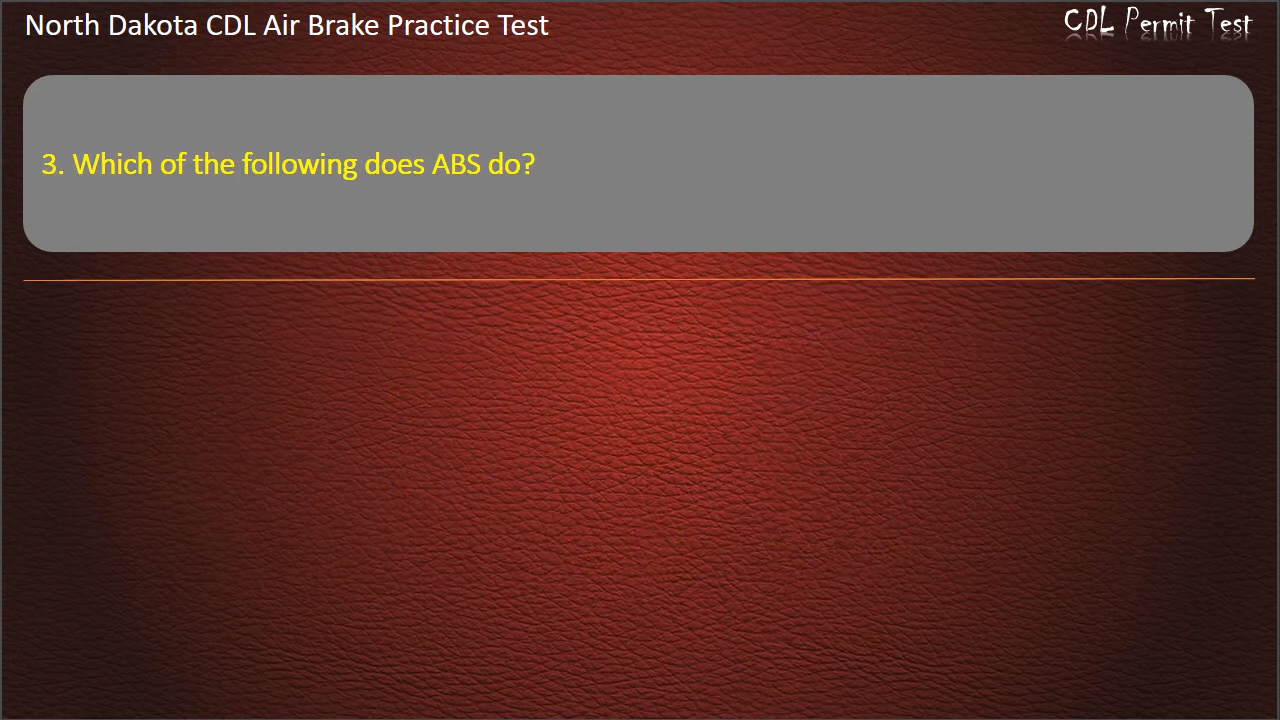 North Dakota CDL Air Brake Practice Test
CDL Permit Test
3. Which of the following does ABS do?